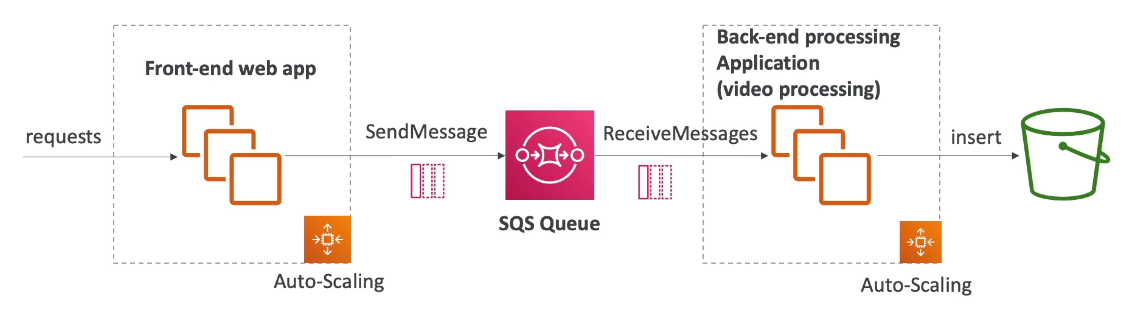 Front-end web app
requests
SendMessage
SQS Queue
ReceiveMessages
Back-end processing
Application
(video processing)
insert
Auto-Scaling
Auto-Scaling